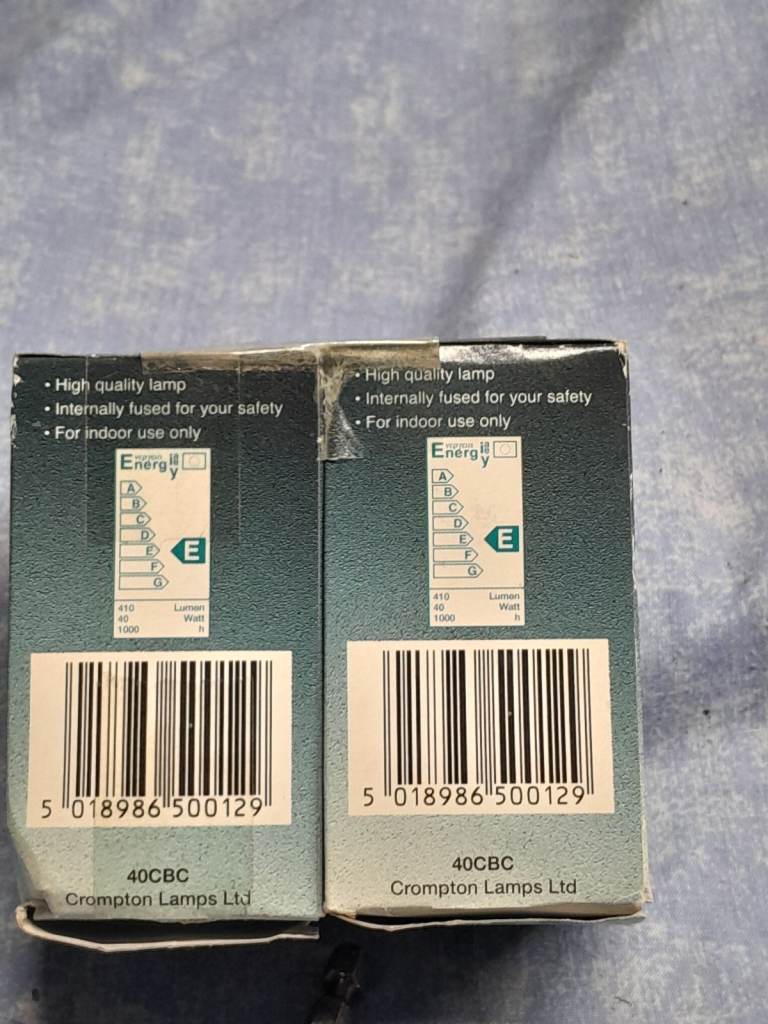 • High quality lamp
• Internally fused for your safety
• For indoor use only
Energ
y
A
B
C
D
E
F
G
E
410 Lumen
40 Watt
1000 h
5 018986 500129
40CBC
Crompton Lamps Ltd
• High quality lamp
• Internally fused for your safety
• For indoor use only
Energ
y
A
B
C
D
E
F
G
E
410 Lumen
40 Watt
1000 h
5 018986 500129
40CBC
Crompton Lamps Ltd